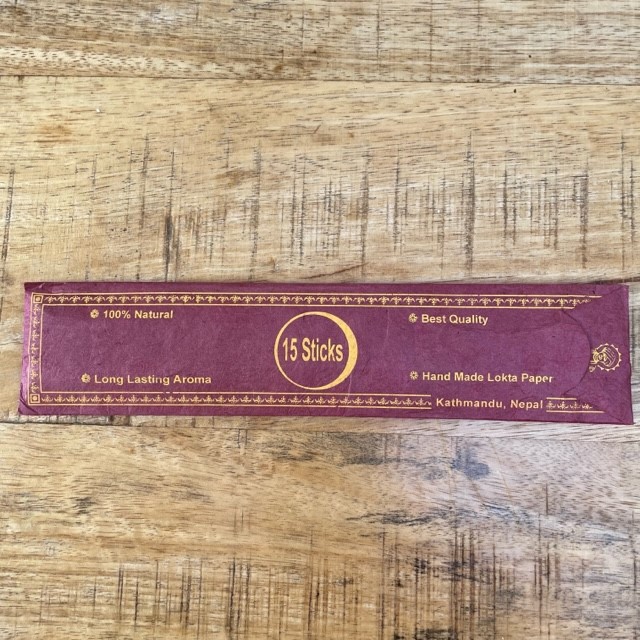 100% Natural
Best Quality
15 Sticks
Long Lasting Aroma
Hand Made Lokta Paper
Kathmandu, Nepal